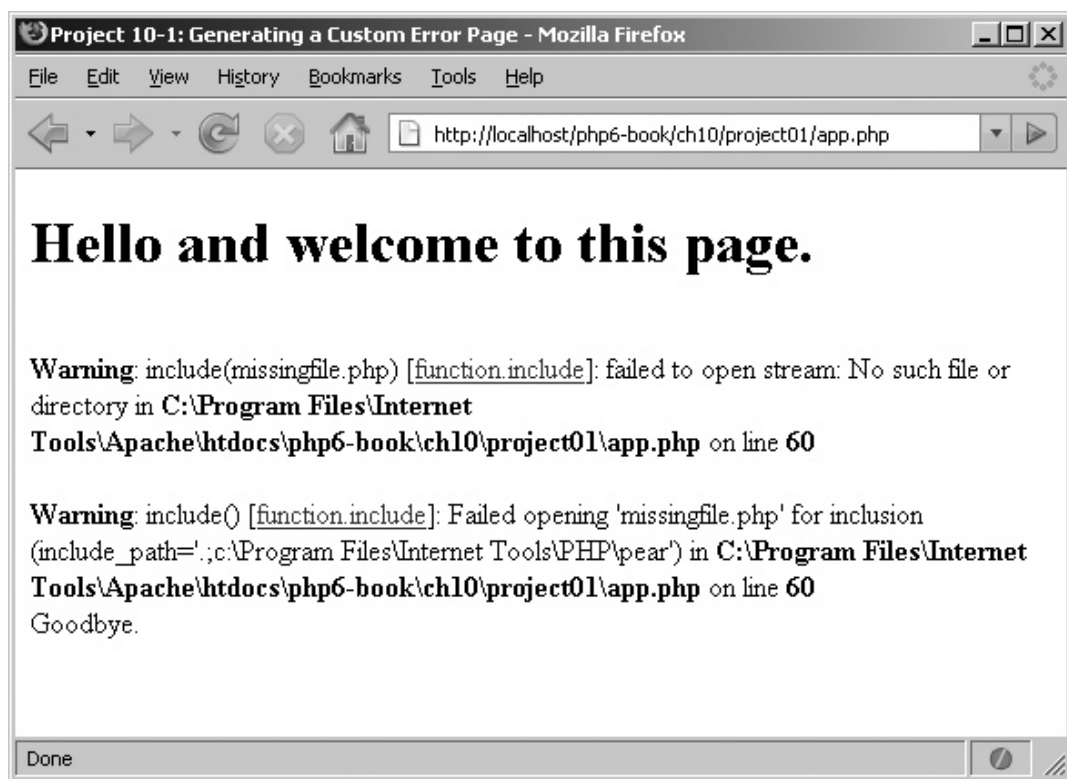 Project 10-1: Generating a Custom Error Page - Mozilla Firefox
File Edit View History Bookmarks Tools Help
http://localhost/php6-book/ch10/project01/app.php
Hello and welcome to this page.
Warning: include(missingfile.php) [function.include]: failed to open stream: No such file or
directory in C:\Program Files\Internet
Tools\Apache\htdocs\php6-book\ch10\project01\app.php on line 60
Warning: include() [function.include]: Failed opening 'missingfile.php' for inclusion
(include_path='.;c:\Program Files\Internet Tools\PHP\pear') in C:\Program Files\Internet
Tools\Apache\htdocs\php6-book\ch10\project01\app.php on line 60
Goodbye.
Done